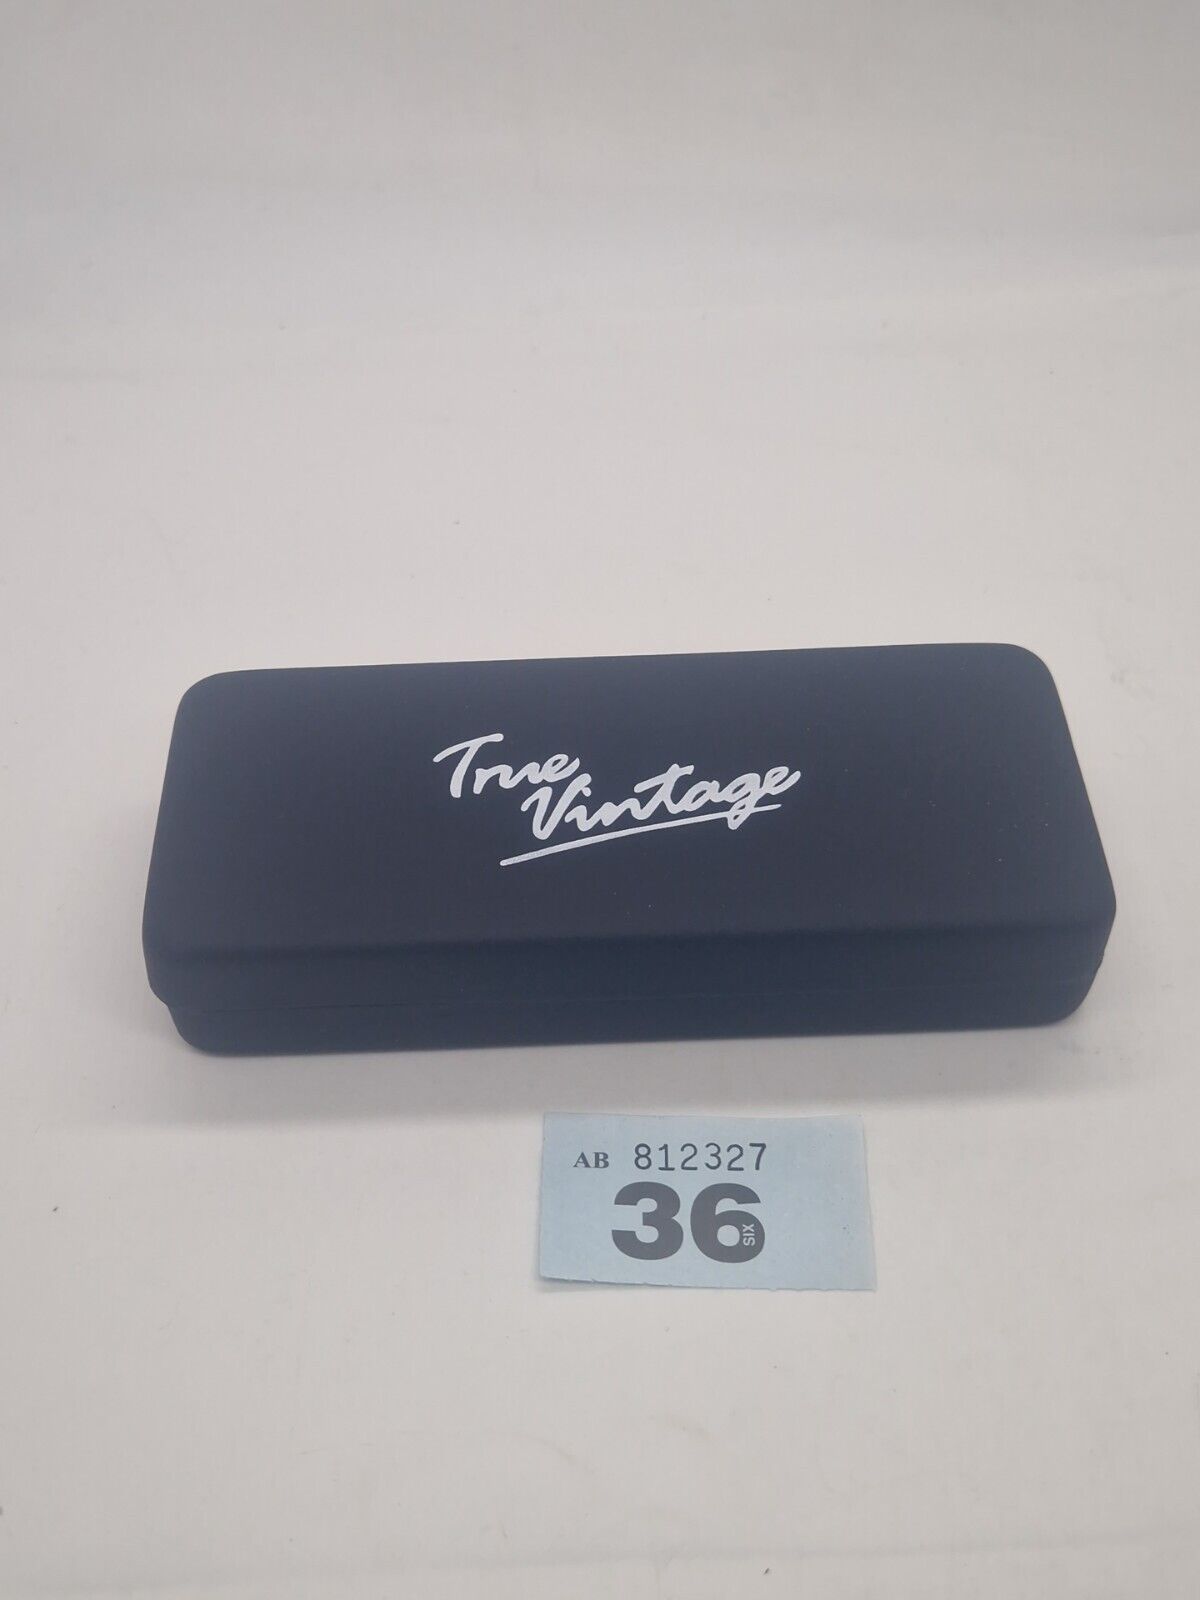 True
Vintage
AB 812327
36
SIX